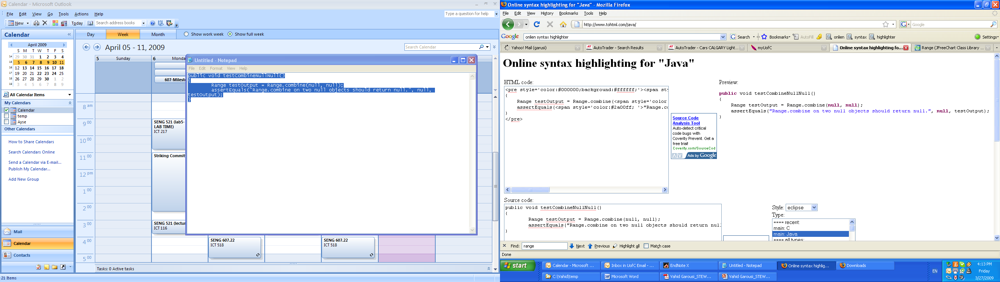 Calendar - Microsoft Outlook
File Edit View Go Tools Actions Help
Type a question for help
New Today Search address books
Calendar
April 2009
S M T W T F S
14 29 30 31 1 2 3 4
15 5 6 7 8 9 10 11
16 12 13 14 15 16 17 18
17 19 20 21 22 23 24 25
18 26 27 28 29 30 1 2
19 3 4 5 6 7 8 9
All Calendar Items
My Calendars
Calendar
temp
Ayse
Other Calendars
How to Share Calendars
Search Calendars Online
Send a Calendar via E-mail...
Publish My Calendar...
Add New Group
Mail
Calendar
Contacts
21 Items
Day Week Month Show work week Show full week
April 05 - 11, 2009
Search Calendar
5 Sunday 6 Monda
607-Milest
8 am
9 00
10 00
11 00
12 pm
1 00
2 00
3 00
4 00
5 00
SENG 521 (lab5-
LAB TIME)
ICT 217
Striking Commit
SENG 521 (lectur
ICT 116
SENG 607.22
ICT 518
SENG 607.22
ICT 518
Tasks: 0 Active tasks
Untitled - Notepad
File Edit Format View Help
public void testCombineNullNull()
{
Range testOutput = Range.combine(null, null);
assertEquals("Range.combine on two null objects should return null.", null,
testOutput);
}
Online syntax highlighting for "Java" - Mozilla Firefox
File Edit View History Bookmarks Tools Help
http://www.tohtml.com/java/
Google
Google onlien syntax highlighter Search Bookmarks AutoFill onlien syntax highlighter Settings
Yahoo! Mail (garusi) AutoTrader - Search Results AutoTrader - Cars CALGARY Light... myUofC Online syntax highlighting fo... Range (JFreeChart Class Library ...
Online syntax highlighting for "Java"
HTML code:
<pre style='color:#000000;background:#ffffff;'><span sty
{
Range testOutput = Range.combine(<span style='color
assertEquals(<span style='color:#2a00ff; '>"Range.co
}
</pre>
Source Code
Analysis Tool
Auto-detect critical
code bugs with
Coverity Prevent. Get a
free trial!
Coverity.com/SourceCod
Ads by Google
Preview:
public void testCombineNullNull()
{
Range testOutput = Range.combine(null, null);
assertEquals("Range.combine on two null objects should return null.", null, testOutput);
}
Source code:
public void testCombineNullNull()
{
Range testOutput = Range.combine(null, null);
assertEquals("Range.combine on two null objects should return nul
}
Style: eclipse
Type:
==== recent:
main: C
main: Java
==== all types:
Find: range Next Previous Highlight all Match case
Done
start
Calendar - Microsoft ... Inbox in UofC Email - ... EndNote X Untitled - Notepad Online syntax highlig... Downloads
C:\Vahid\temp Microsoft Word Vahid Garousi_STEW... Vahid Garousi_STEW...
EN
4:13 PM
Friday
3/27/2009